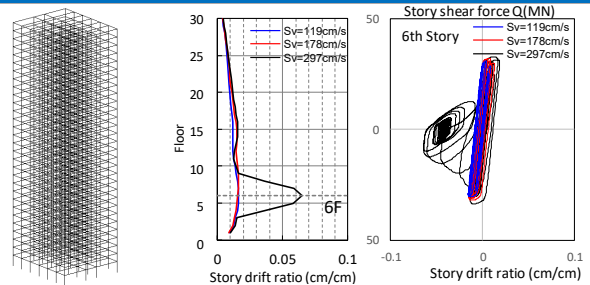 30
25
20
15
10
5
0
Floor
Sv=119cm/s
Sv=178cm/s
Sv=297cm/s
6F
0
0.05
0.1
Story drift ratio (cm/cm)
Story shear force Q(MN)
50
0
50
6th Story
Sv=119cm/s
Sv=178cm/s
Sv=297cm/s
-0.1
0
0.1
Story drift ratio (cm/cm)